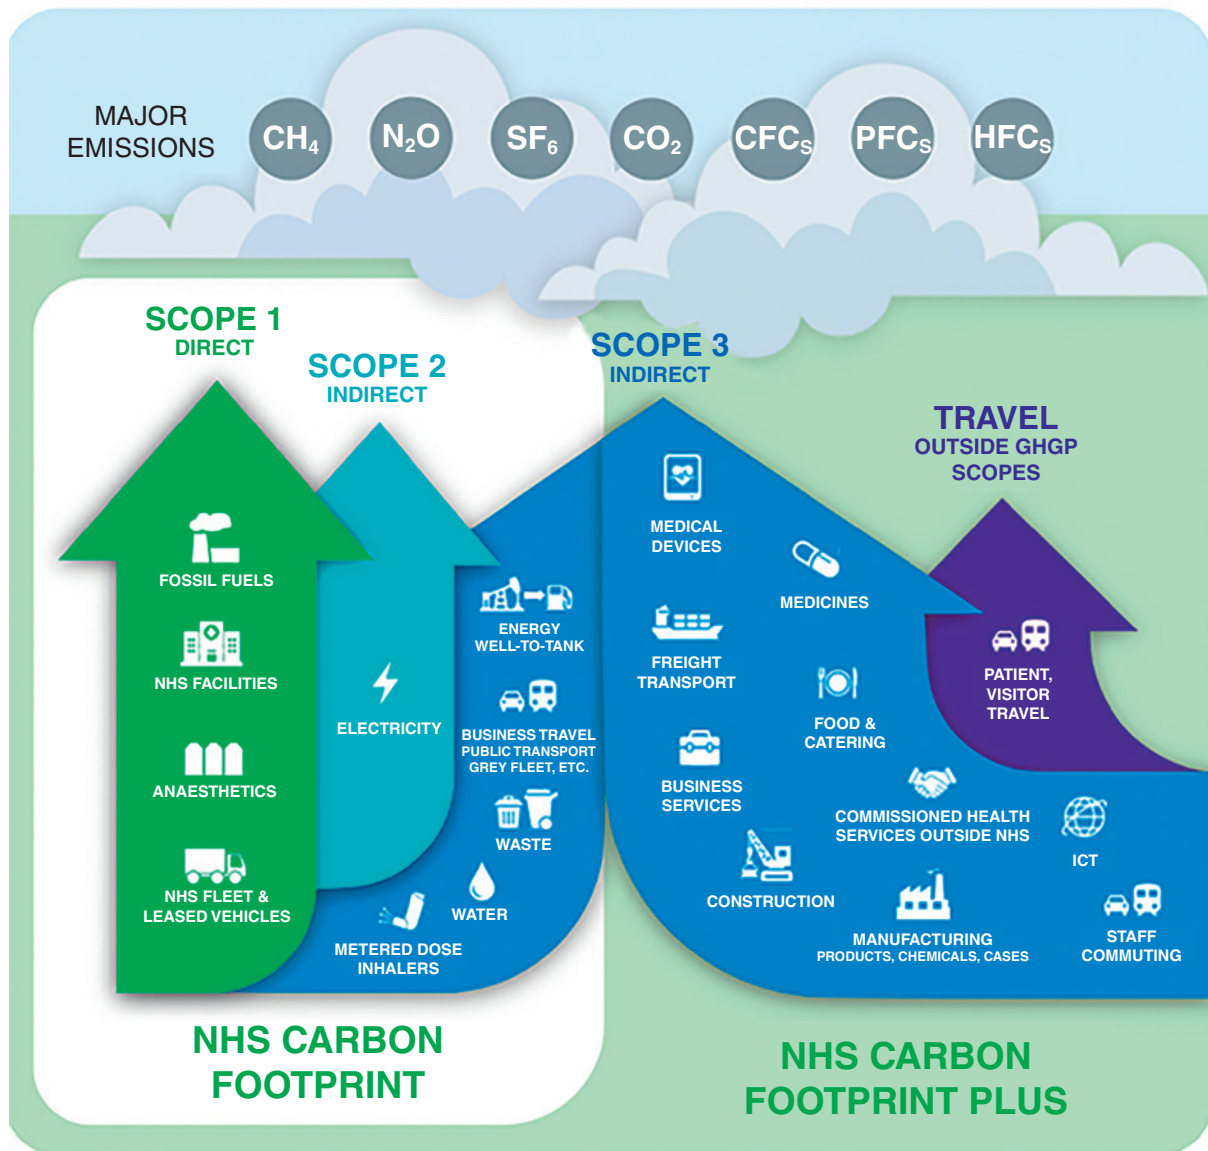 MAJOR
EMISSIONS
CH₄
N₂O
SF₆
CO₂
CFCₛ
PFCₛ
HFCₛ
SCOPE 1
DIRECT
SCOPE 2
INDIRECT
SCOPE 3
INDIRECT
TRAVEL
OUTSIDE GHGP
SCOPES
FOSSIL FUELS
NHS FACILITIES
ANAESTHETICS
NHS FLEET &
LEASED VEHICLES
ELECTRICITY
ENERGY
WELL-TO-TANK
BUSINESS TRAVEL
PUBLIC TRANSPORT
GREY FLEET, ETC.
WASTE
WATER
METERED DOSE
INHALERS
MEDICAL
DEVICES
MEDICINES
FREIGHT
TRANSPORT
FOOD &
CATERING
BUSINESS
SERVICES
COMMISSIONED HEALTH
SERVICES OUTSIDE NHS
CONSTRUCTION
MANUFACTURING
PRODUCTS, CHEMICALS, CASES
ICT
STAFF
COMMUTING
PATIENT,
VISITOR
TRAVEL
NHS CARBON
FOOTPRINT
NHS CARBON
FOOTPRINT PLUS